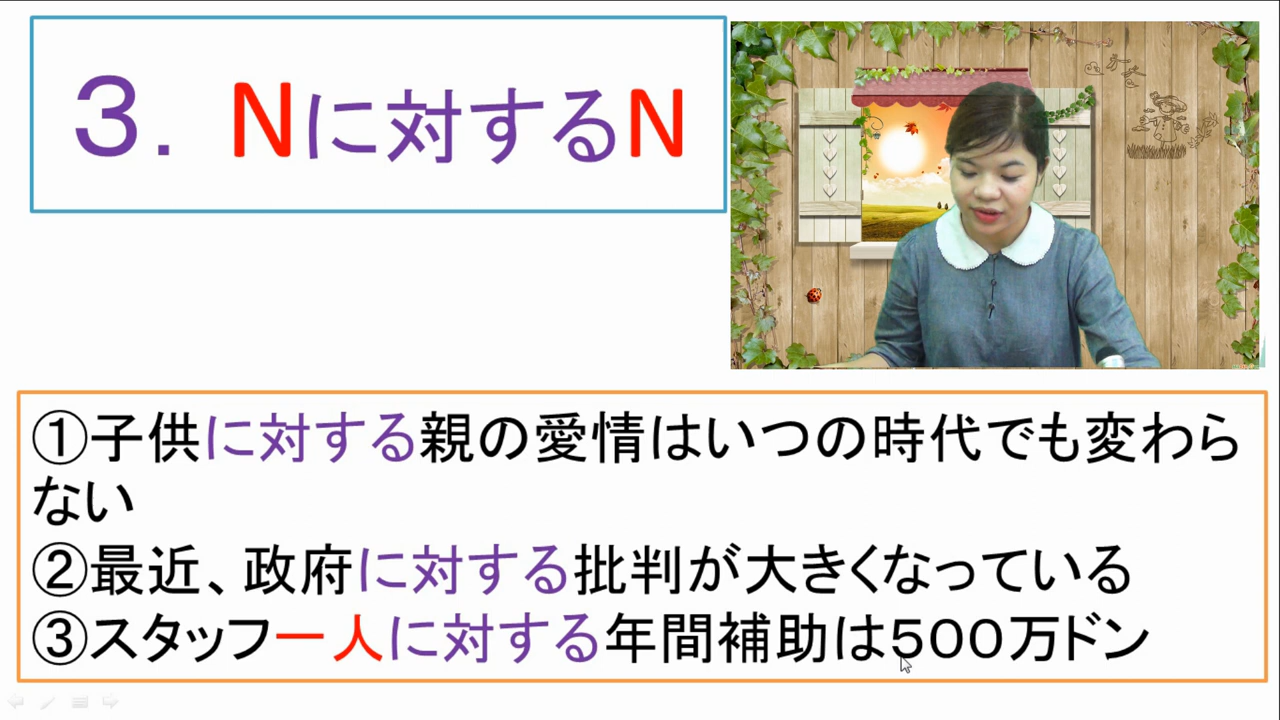 ３．Nに対するN
①子供に対する親の愛情はいつの時代でも変わら
ない
②最近、政府に対する批判が大きくなっている
③スタッフ一人に対する年間補助は５００万ドン